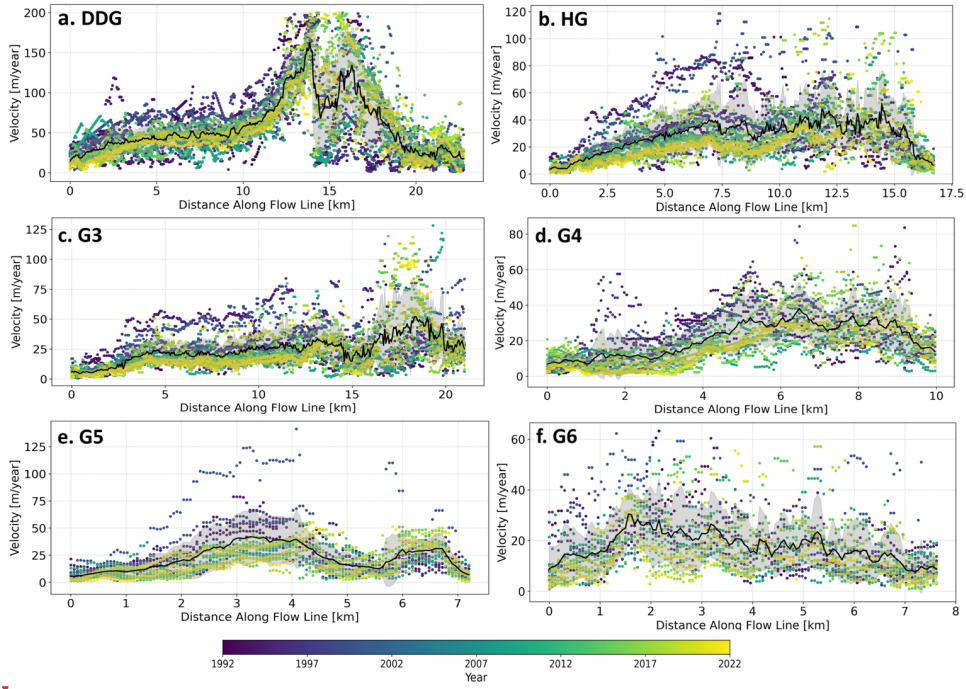 a. DDG
Velocity [m/year]
200
150
100
50
0
0 5 10 15 20
Distance Along Flow Line [km]
b. HG
Velocity [m/year]
120
100
80
60
40
20
0
0.0 2.5 5.0 7.5 10.0 12.5 15.0 17.5
Distance Along Flow Line [km]
c. G3
Velocity [m/year]
125
100
75
50
25
0
0 5 10 15 20
Distance Along Flow Line [km]
d. G4
Velocity [m/year]
80
60
40
20
0
0 2 4 6 8 10
Distance Along Flow Line [km]
e. G5
Velocity [m/year]
125
100
75
50
25
0
0 1 2 3 4 5 6 7
Distance Along Flow Line [km]
f. G6
Velocity [m/year]
60
40
20
0
0 1 2 3 4 5 6 7 8
Distance Along Flow Line [km]
1992 1997 2002 2007 2012 2017 2022
Year